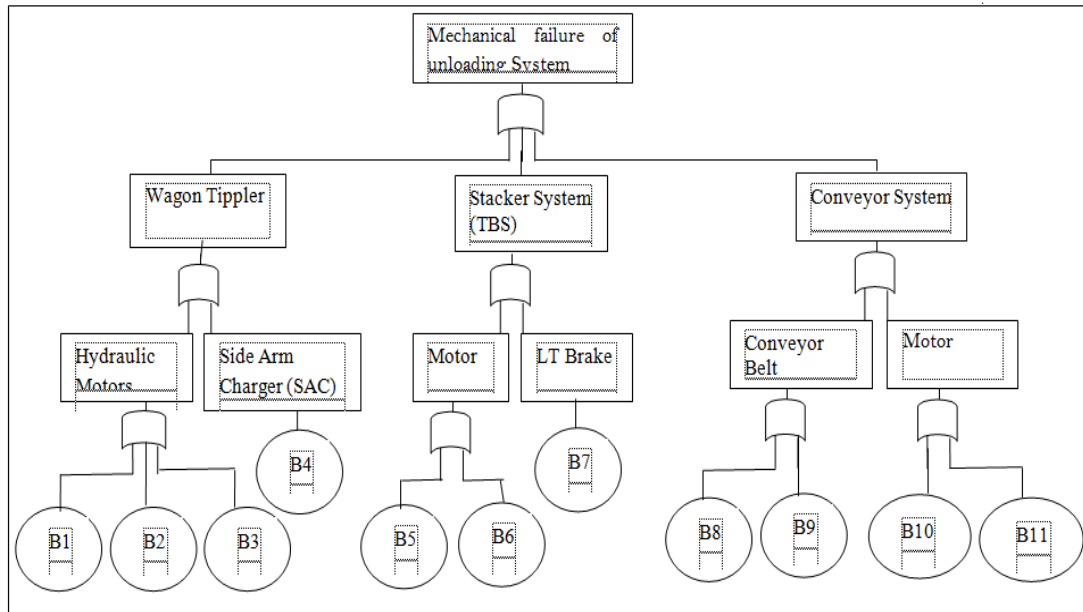 Mechanical failure of
unloading System
Wagon Tippler
Stacker System
(TBS)
Conveyor System
Hydraulic
Motors
Side Arm
Charger (SAC)
Motor
LT Brake
Conveyor
Belt
Motor
B4
B7
B1
B2
B3
B5
B6
B8
B9
B10
B11